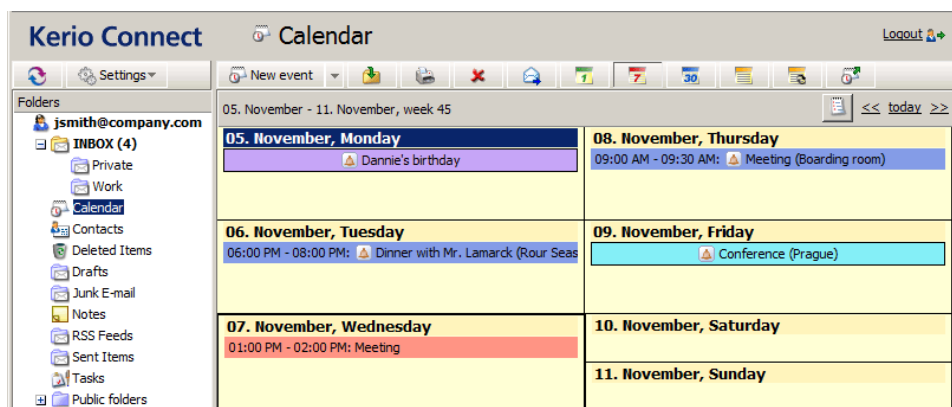 Kerio Connect
Calendar
Logout
Settings
New event
1
7
30
Folders
05. November - 11. November, week 45
<< today >>
jsmith@company.com
INBOX (4)
Private
Work
Calendar
Contacts
Deleted Items
Drafts
Junk E-mail
Notes
RSS Feeds
Sent Items
Tasks
Public folders
05. November, Monday
Dannie's birthday
06. November, Tuesday
06:00 PM - 08:00 PM: Dinner with Mr. Lamarck (Rour Seas
07. November, Wednesday
01:00 PM - 02:00 PM: Meeting
08. November, Thursday
09:00 AM - 09:30 AM: Meeting (Boarding room)
09. November, Friday
Conference (Prague)
10. November, Saturday
11. November, Sunday